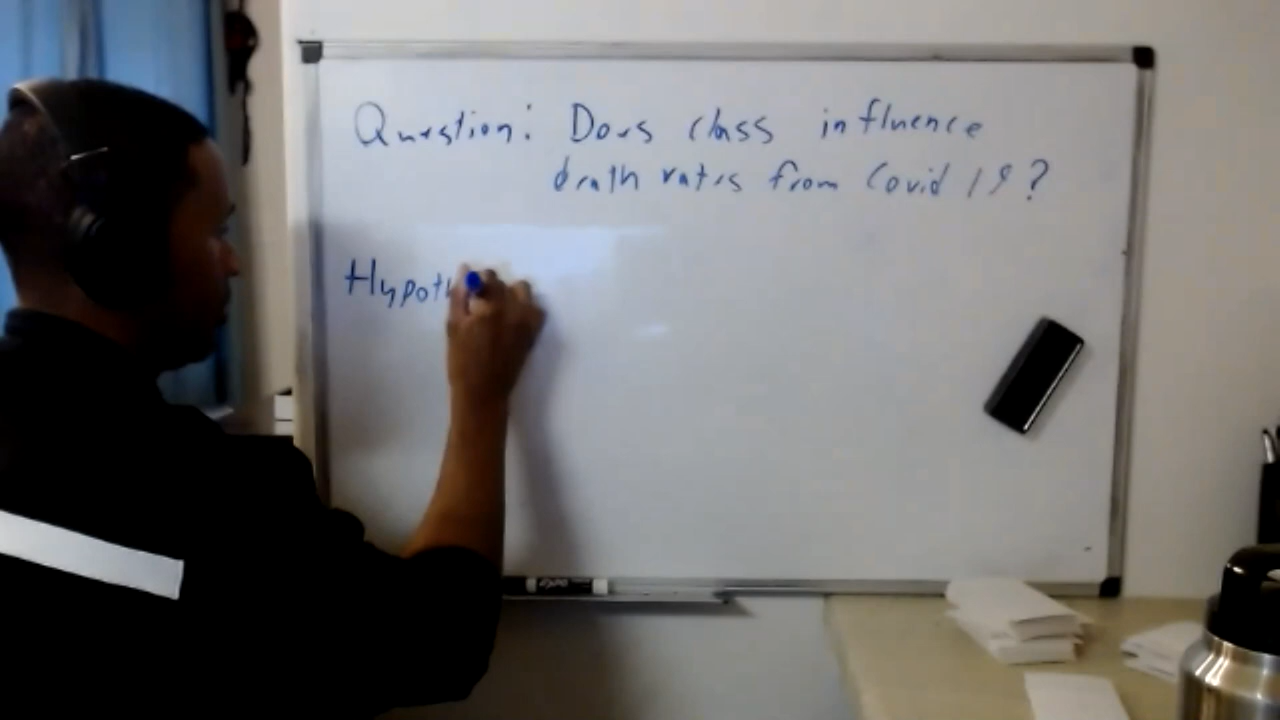 Question: Does class influence
death rates from Covid 19?
Hypoth